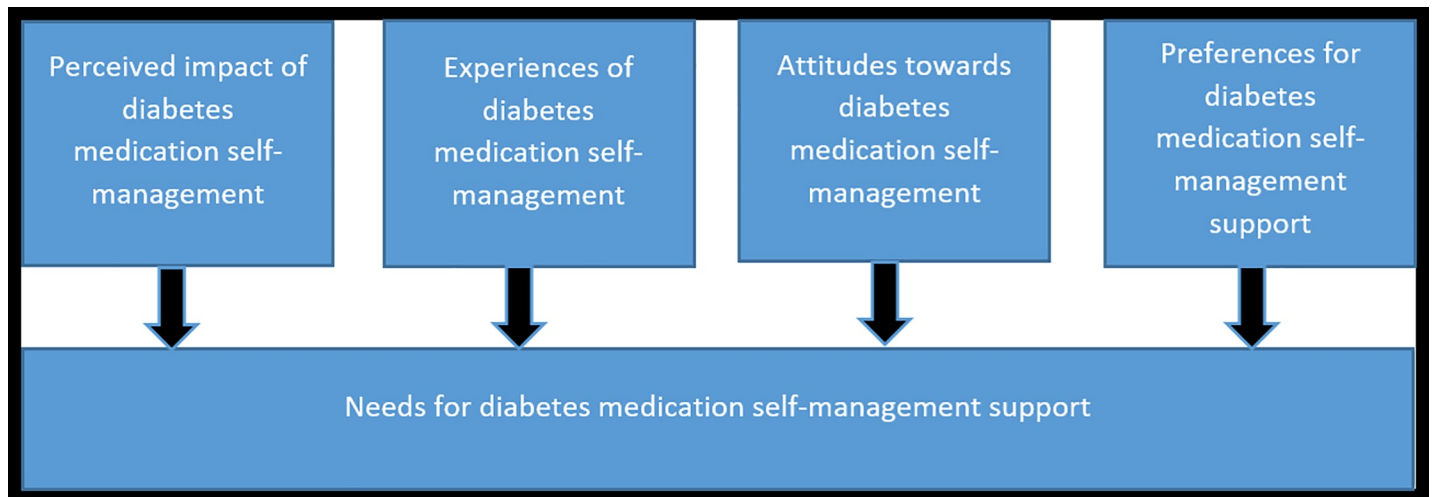 Perceived impact of
diabetes
medication self-
management
Experiences of
diabetes
medication self-
management
Attitudes towards
diabetes
medication self-
management
Preferences for
diabetes
medication self-
management
support
Needs for diabetes medication self-management support